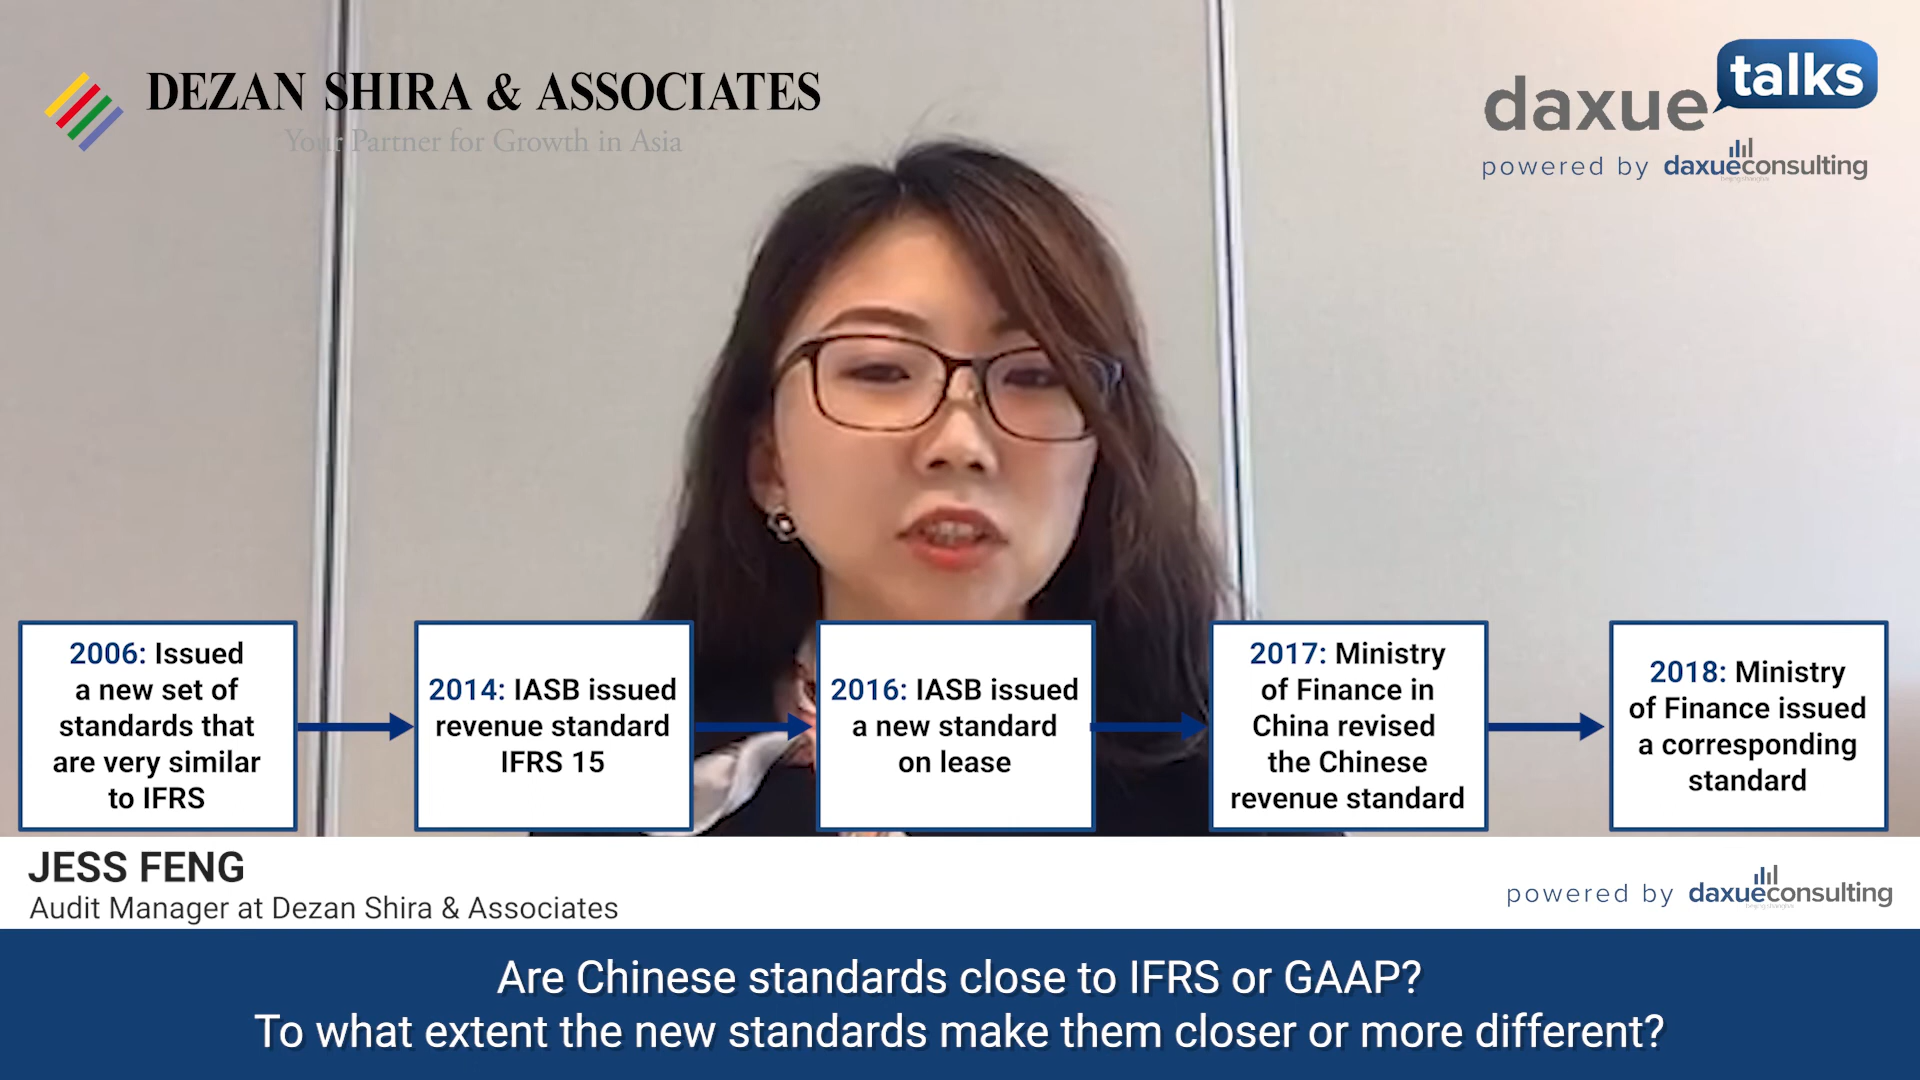 DEZAN SHIRA & ASSOCIATES
Your Partner for Growth in Asia
daxue talks
powered by daxueconsulting
2006: Issued
a new set of
standards that
are very similar
to IFRS
2014: IASB issued
revenue standard
IFRS 15
2016: IASB issued
a new standard
on lease
2017: Ministry
of Finance in
China revised
the Chinese
revenue standard
2018: Ministry
of Finance issued
a corresponding
standard
JESS FENG
Audit Manager at Dezan Shira & Associates
powered by daxueconsulting
Are Chinese standards close to IFRS or GAAP?
To what extent the new standards make them closer or more different?